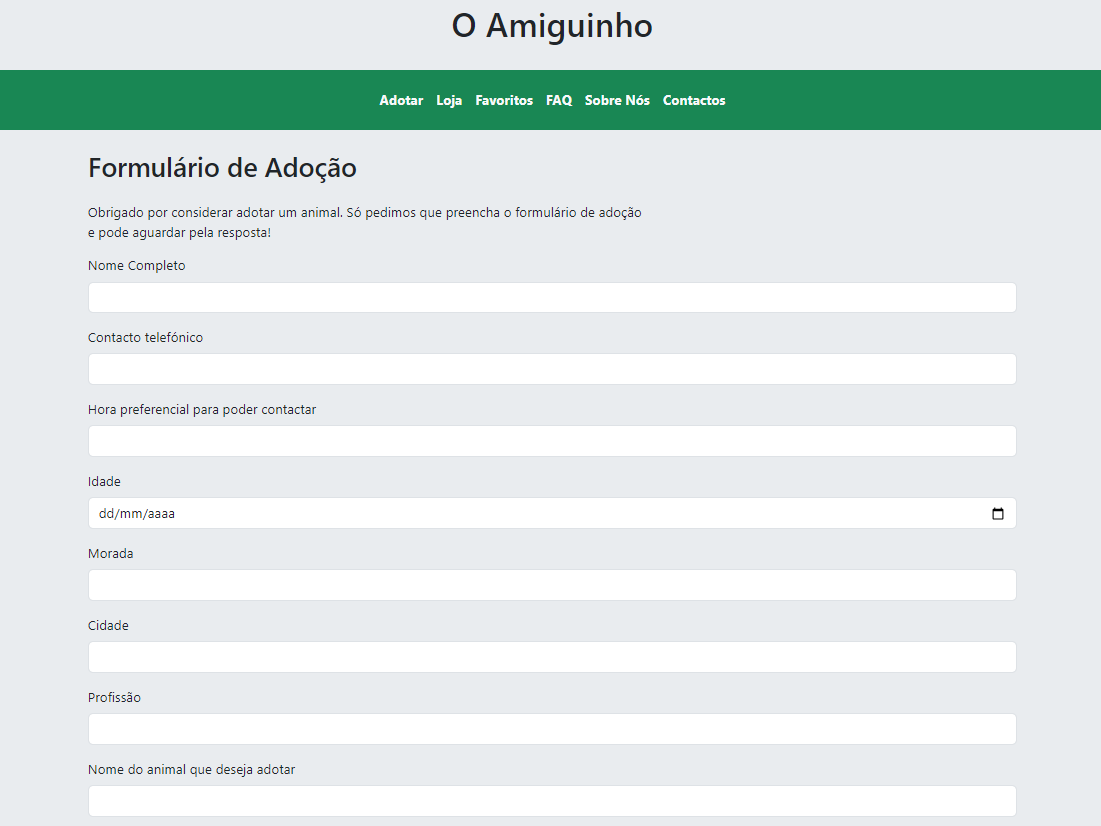 O Amiguinho
Adotar Loja Favoritos FAQ Sobre Nós Contactos
Formulário de Adoção
Obrigado por considerar adotar um animal. Só pedimos que preencha o formulário de adoção
e pode aguardar pela resposta!
Nome Completo
Contacto telefónico
Hora preferencial para poder contactar
Idade
dd/mm/aaaa
Morada
Cidade
Profissão
Nome do animal que deseja adotar